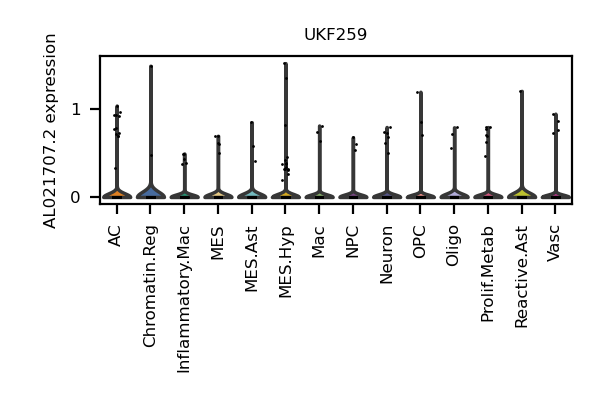 UKF259
AL021707.2 expression
1
0
AC
Chromatin.Reg
Inflammatory.Mac
MES
MES.Ast
MES.Hyp
Mac
NPC
Neuron
OPC
Oligo
Prolif.Metab
Reactive.Ast
Vasc